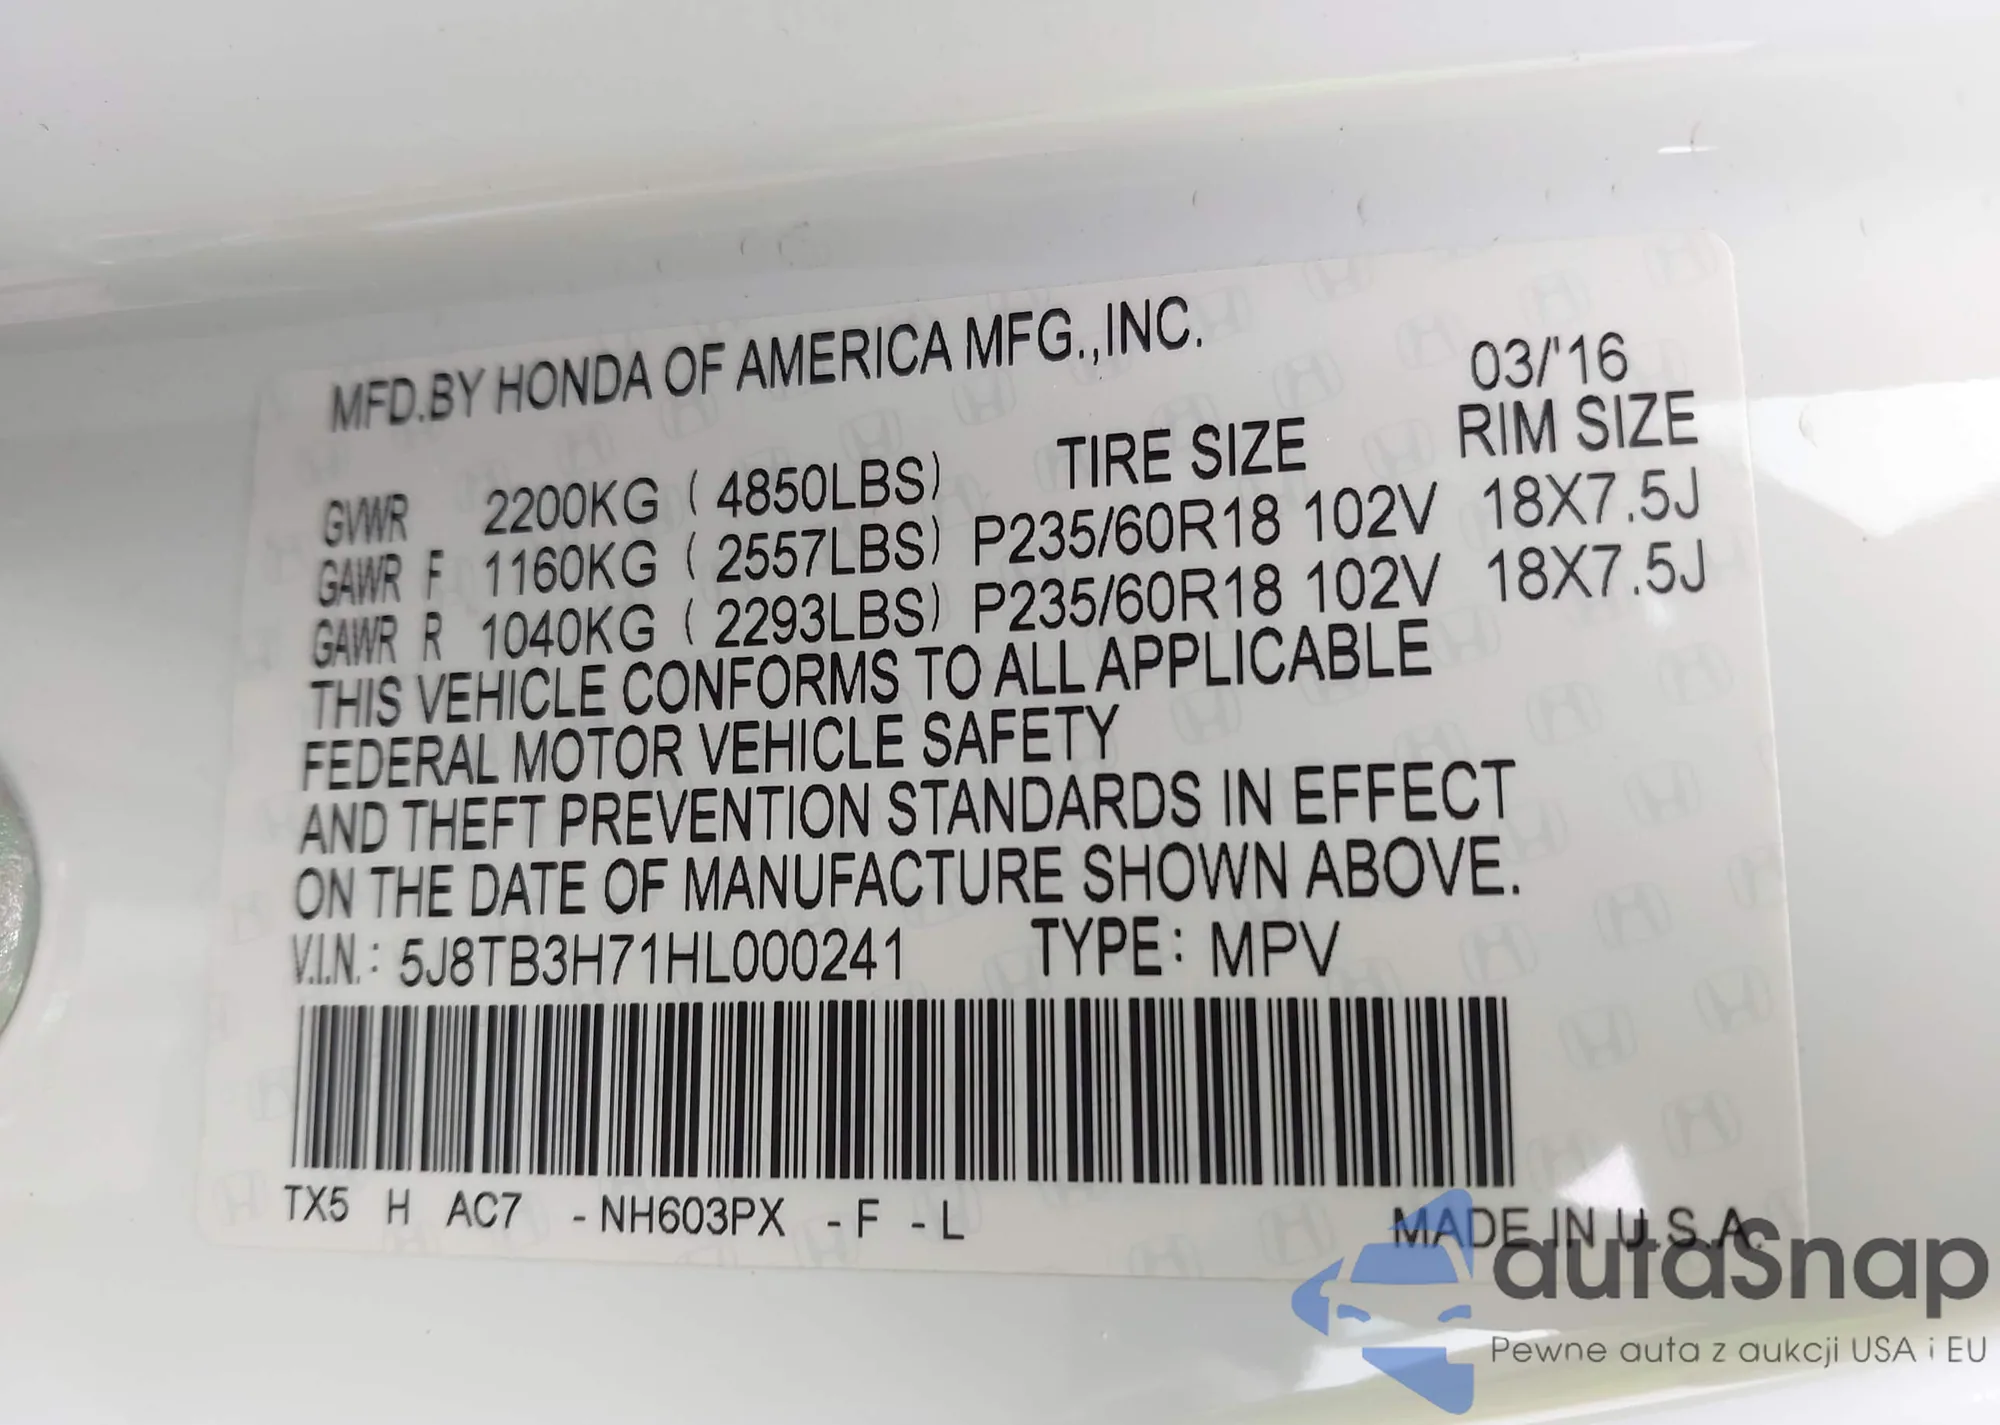 MFD.BY HONDA OF AMERICA MFG.,INC.
03/'16
TIRE SIZE RIM SIZE
GVWR 2200KG ( 4850LBS)
GAWR F 1160KG ( 2557LBS) P235/60R18 102V 18X7.5J
GAWR R 1040KG ( 2293LBS) P235/60R18 102V 18X7.5J
THIS VEHICLE CONFORMS TO ALL APPLICABLE
FEDERAL MOTOR VEHICLE SAFETY
AND THEFT PREVENTION STANDARDS IN EFFECT
ON THE DATE OF MANUFACTURE SHOWN ABOVE.
V.I.N.: 5J8TB3H71HL000241 TYPE: MPV
TX5 H AC7 -NH603PX -F -L
MADE IN U.S.A.
autaSnap
Pewne auta z aukcji USA i EU